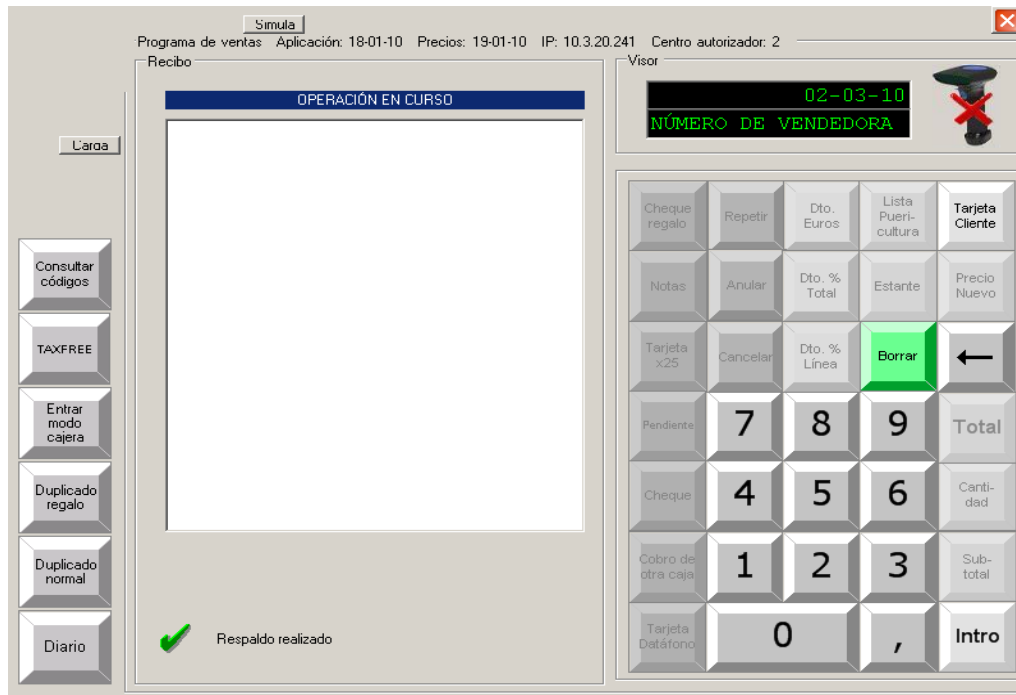 Simula
Programa de ventas Aplicación: 18-01-10 Precios: 19-01-10 IP: 10.3.20.241 Centro autorizador: 2
Recibo
OPERACIÓN EN CURSO
Visor
02-03-10
NÚMERO DE VENDEDORA
Carga
Consultar
códigos
TAXFREE
Entrar
modo
cajera
Duplicado
regalo
Duplicado
normal
Diario
Respaldo realizado
Cheque
regalo
Repetir
Dto.
Euros
Lista
Pueri-
cultura
Tarjeta
Cliente
Notas
Anular
Dto. %
Total
Estante
Precio
Nuevo
Tarjeta
x25
Cancelar
Dto. %
Línea
Borrar
Pendiente
7
8
9
Total
Cheque
4
5
6
Canti-
dad
Cobro de
otra caja
1
2
3
Sub-
total
Tarjeta
Datáfono
0
,
Intro